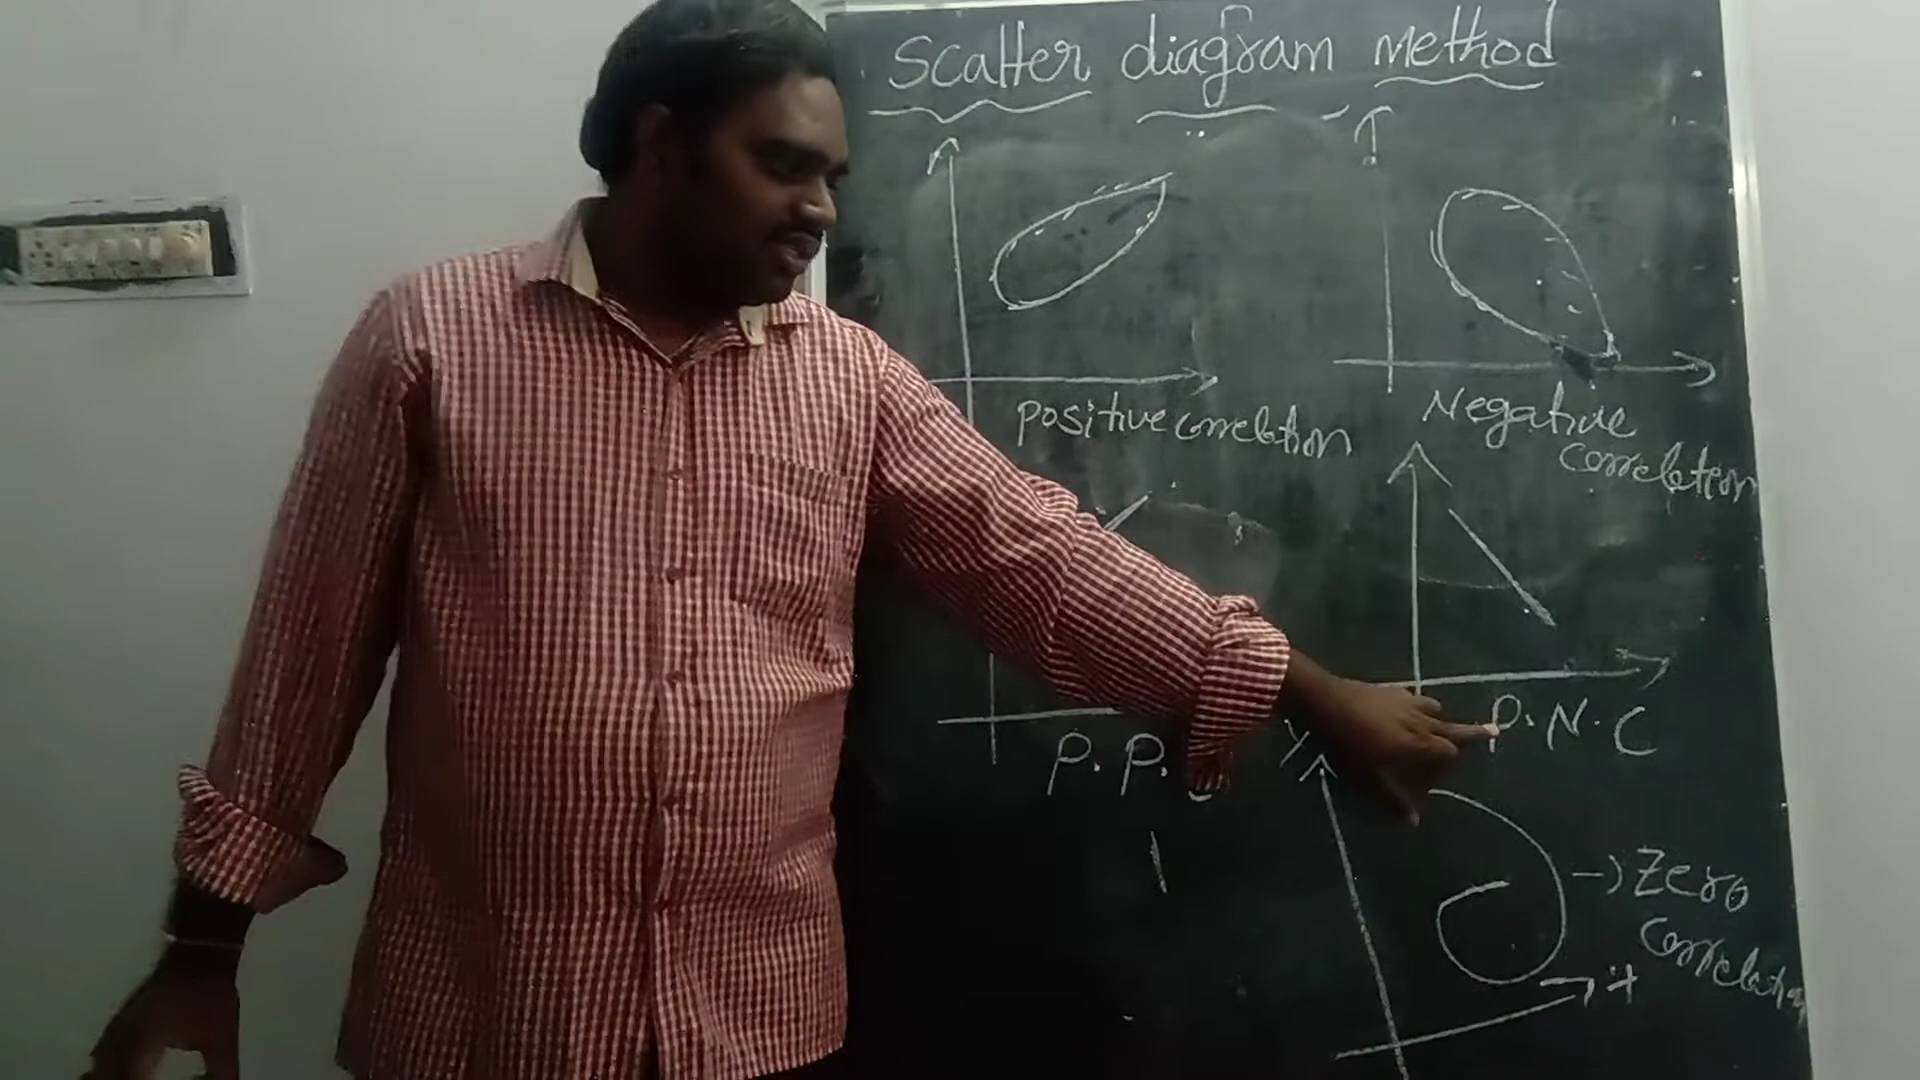 Scatter diagram method
positive correlation
Negative
correlation
P. P.
P. N. C
Y
→ Zero
correlation